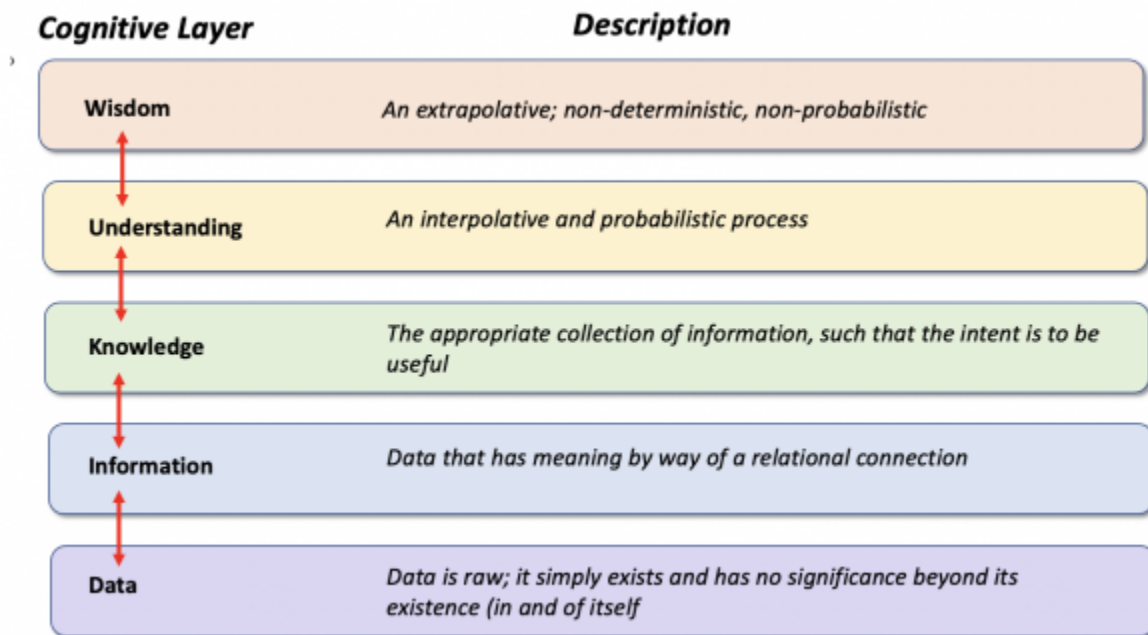 Cognitive Layer Description
Wisdom An extrapolative; non-deterministic, non-probabilistic
Understanding An interpolative and probabilistic process
Knowledge The appropriate collection of information, such that the intent is to be
useful
Information Data that has meaning by way of a relational connection
Data Data is raw; it simply exists and has no significance beyond its
existence (in and of itself